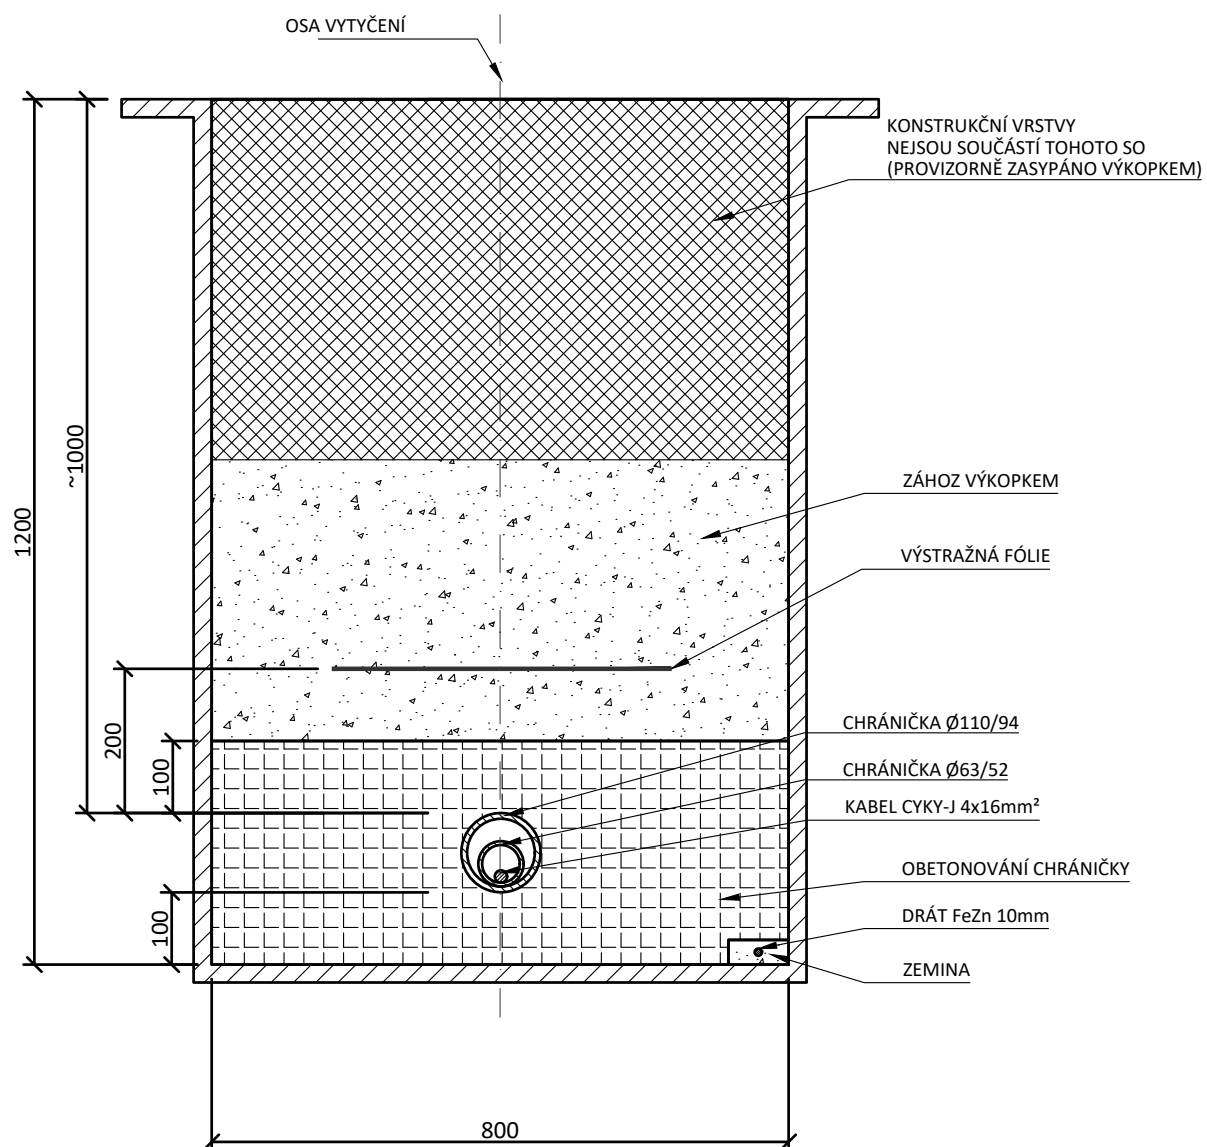 OSA VYTYČENÍ
KONSTRUKČNÍ VRSTVY
NEJSOU SOUČÁSTÍ TOHOTO SO
(PROVIZORNĚ ZASYPÁNO VÝKOPKEM)
~1000
1200
ZÁHOZ VÝKOPKEM
VÝSTRAŽNÁ FÓLIE
200
100
CHRÁNIČKA Ø110/94
CHRÁNIČKA Ø63/52
KABEL CYKY-J 4x16mm²
OBETONOVÁNÍ CHRÁNIČKY
100
DRÁT FeZn 10mm
ZEMINA
800